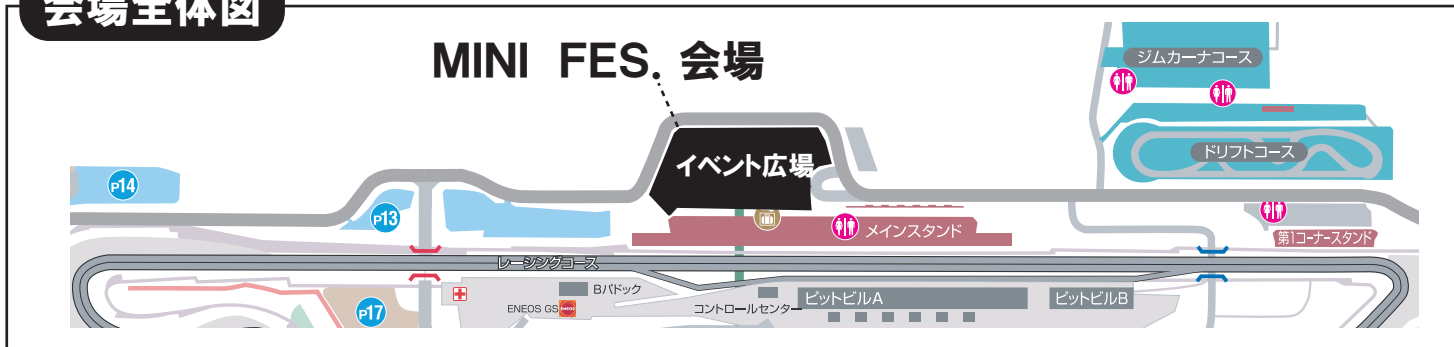 会場全体図
MINI FES. 会場
ジムカーナコース
イベント広場
ドリフトコース
P14
P13
メインスタンド
第1コーナースタンド
レーシングコース
Bパドック
ENEOS GS
ENEOS
コントロールセンター
ピットビルA
ピットビルB
P17